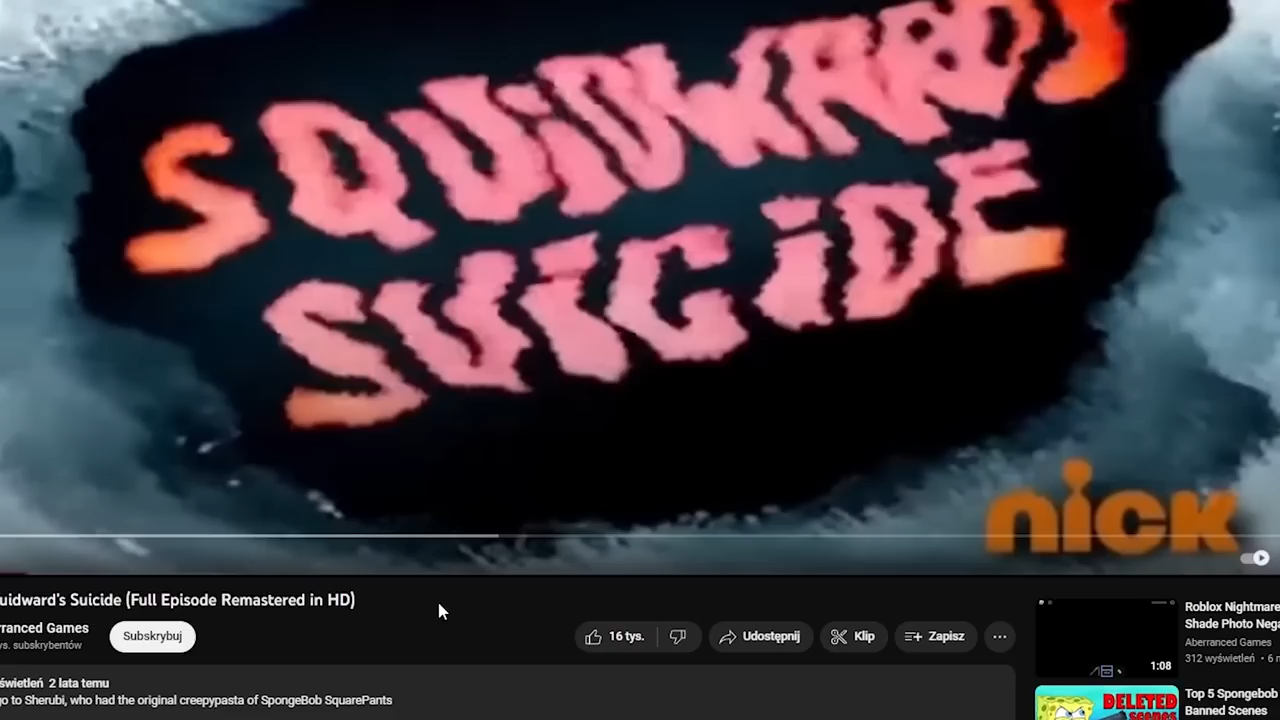 SQUIDWARD'S
SUICIDE
nick
uidward's Suicide (Full Episode Remastered in HD)
rranced Games
ys. subskrybentów
Subskrybuj
16 tys.
Udostępnij
Klip
Zapisz
świetleń 2 lata temu
go to Sherubi, who had the original creepypasta of SpongeBob SquarePants
1:08
Roblox Nightmare
Shade Photo Nega
Aberranced Games
312 wyświetleń • 6 m
DELETED
scenes
Top 5 Spongebob
Banned Scenes